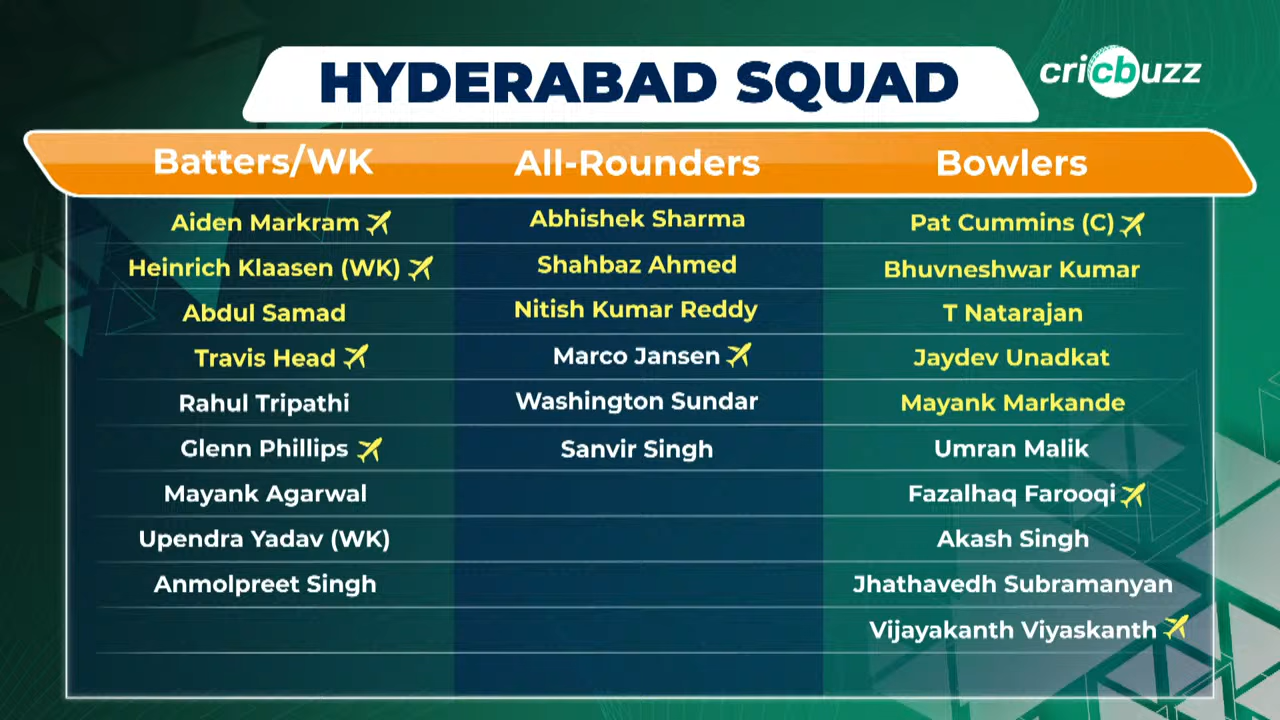 HYDERABAD SQUAD
cricbuzz
Batters/WK
Aiden Markram
Heinrich Klaasen (WK)
Abdul Samad
Travis Head
Rahul Tripathi
Glenn Phillips
Mayank Agarwal
Upendra Yadav (WK)
Anmolpreet Singh
All-Rounders
Abhishek Sharma
Shahbaz Ahmed
Nitish Kumar Reddy
Marco Jansen
Washington Sundar
Sanvir Singh
Bowlers
Pat Cummins (C)
Bhuvneshwar Kumar
T Natarajan
Jaydev Unadkat
Mayank Markande
Umran Malik
Fazalhaq Farooqi
Akash Singh
Jhathavedh Subramanyan
Vijayakanth Viyaskanth